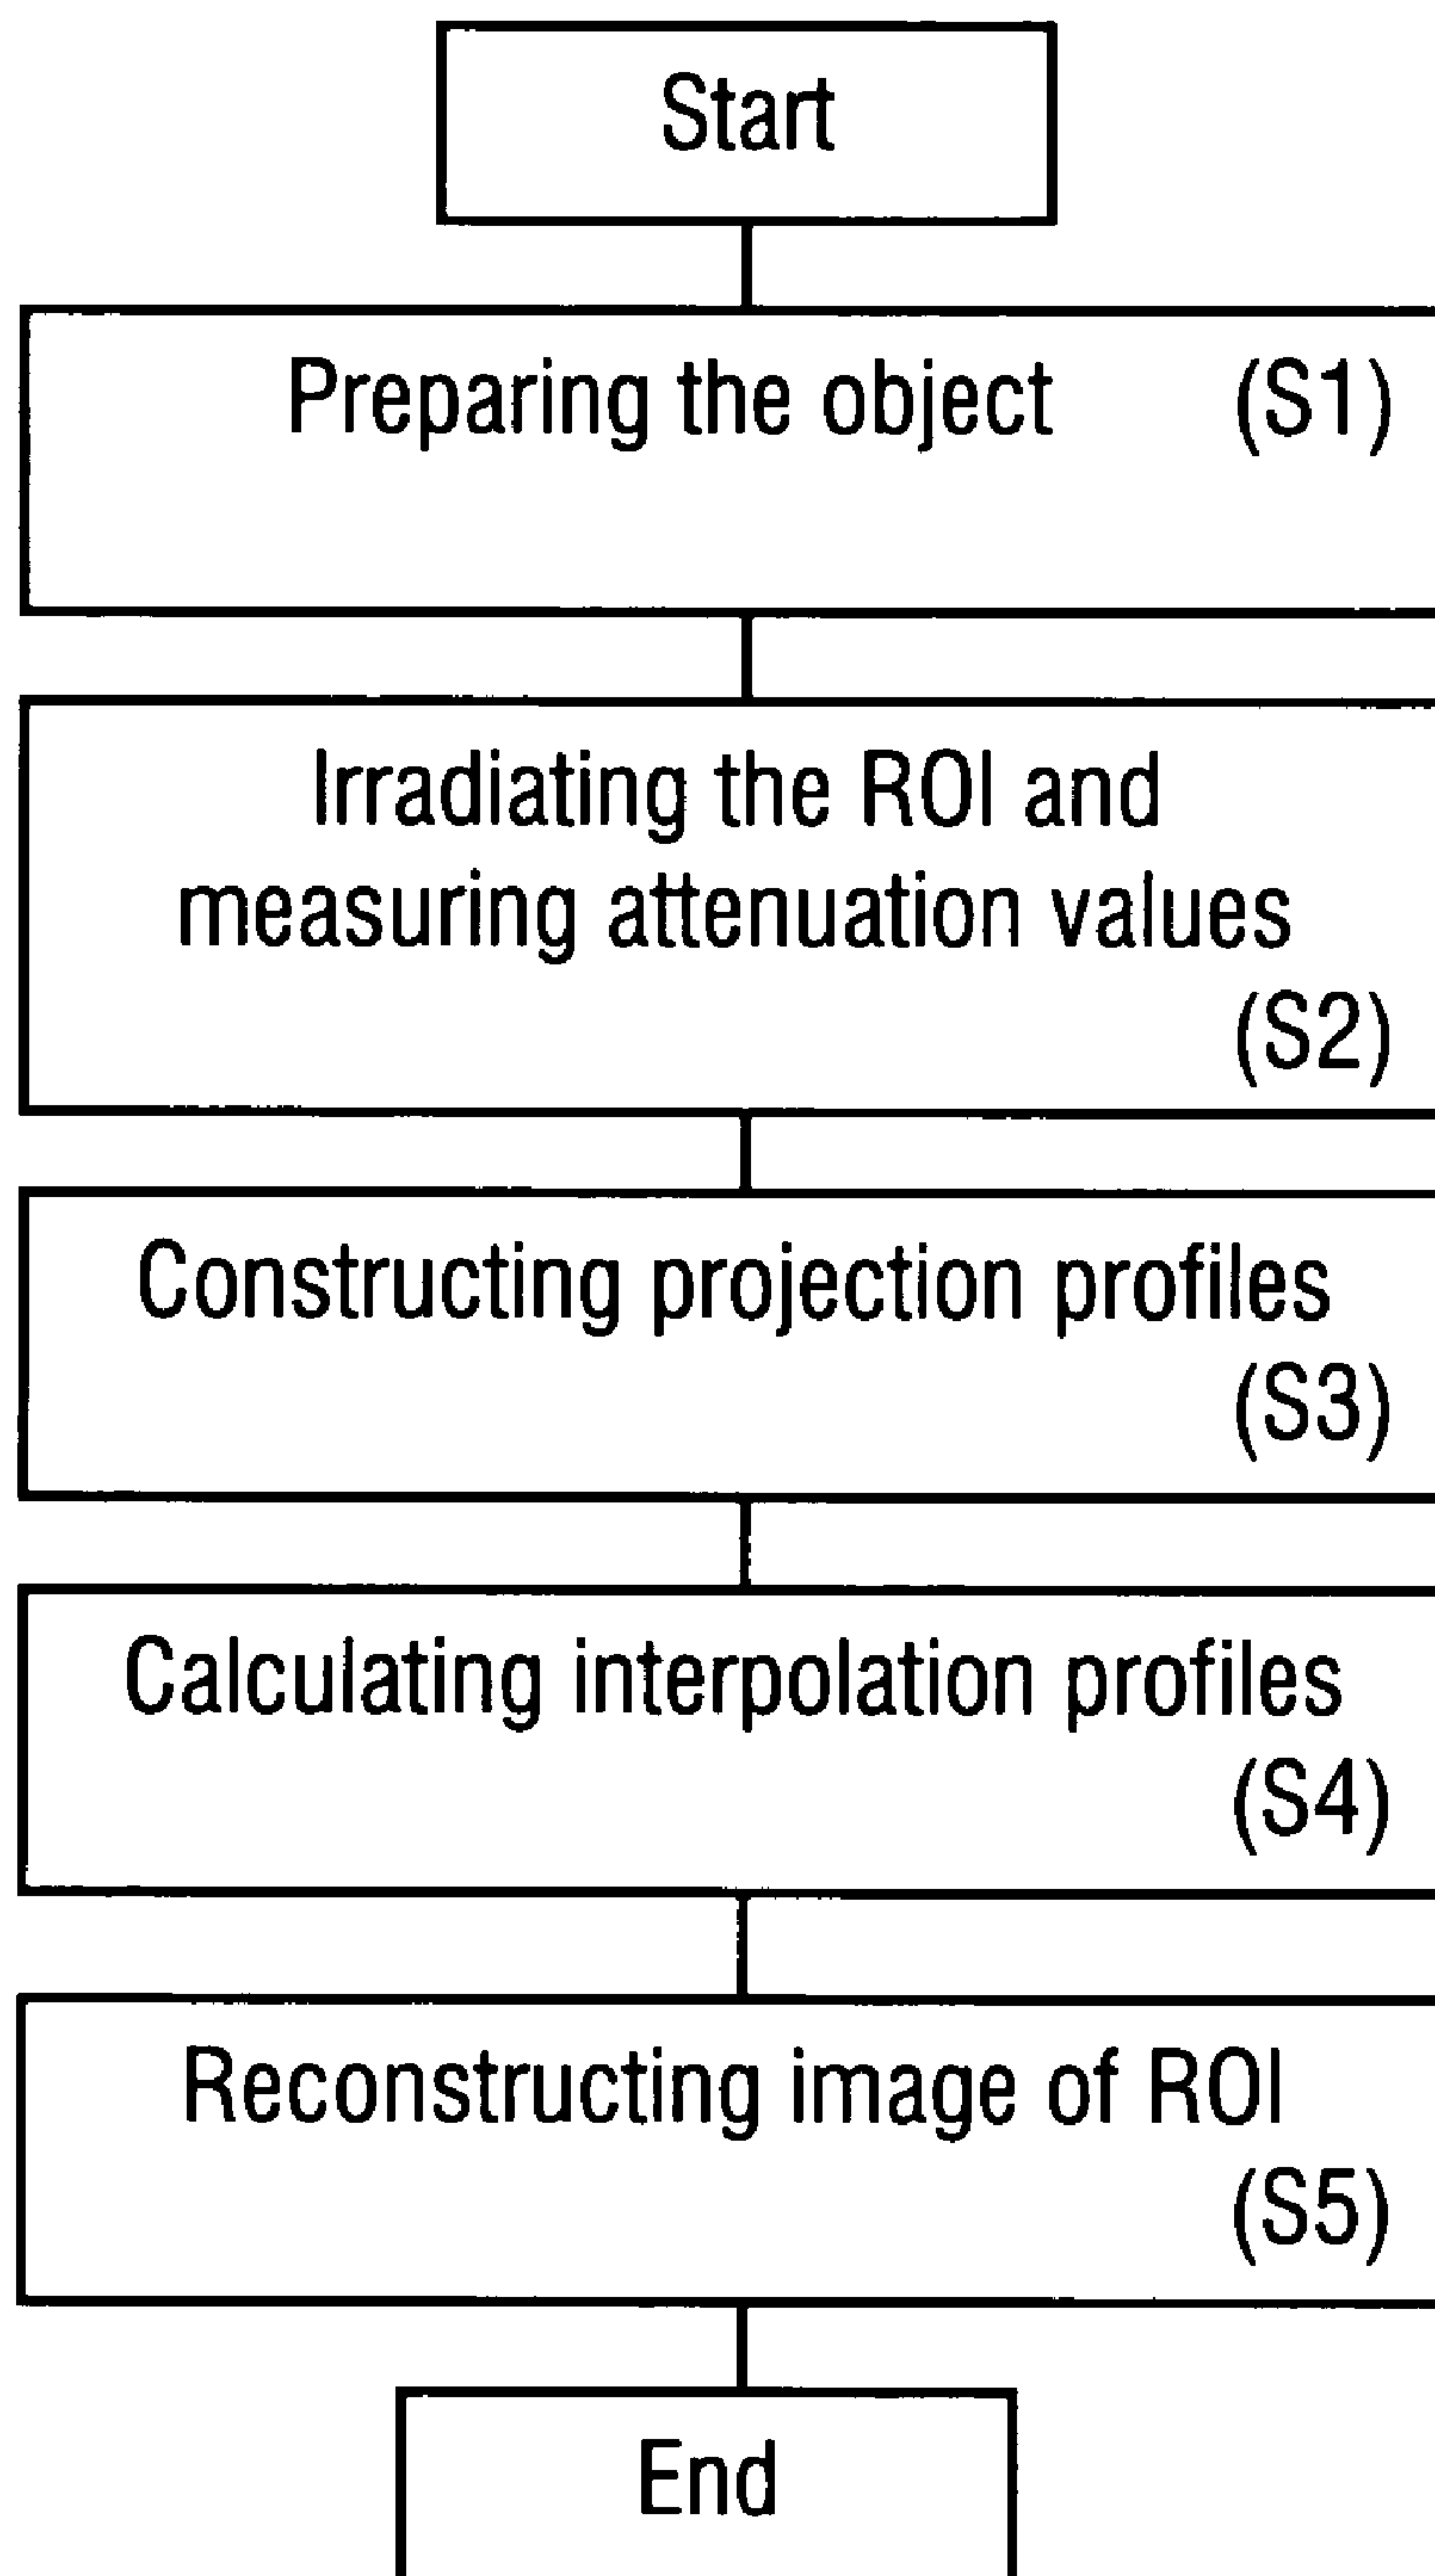 Start
Preparing the object (S1)
Irradiating the ROI and
measuring attenuation values
(S2)
Constructing projection profiles
(S3)
Calculating interpolation profiles
(S4)
Reconstructing image of ROI
(S5)
End